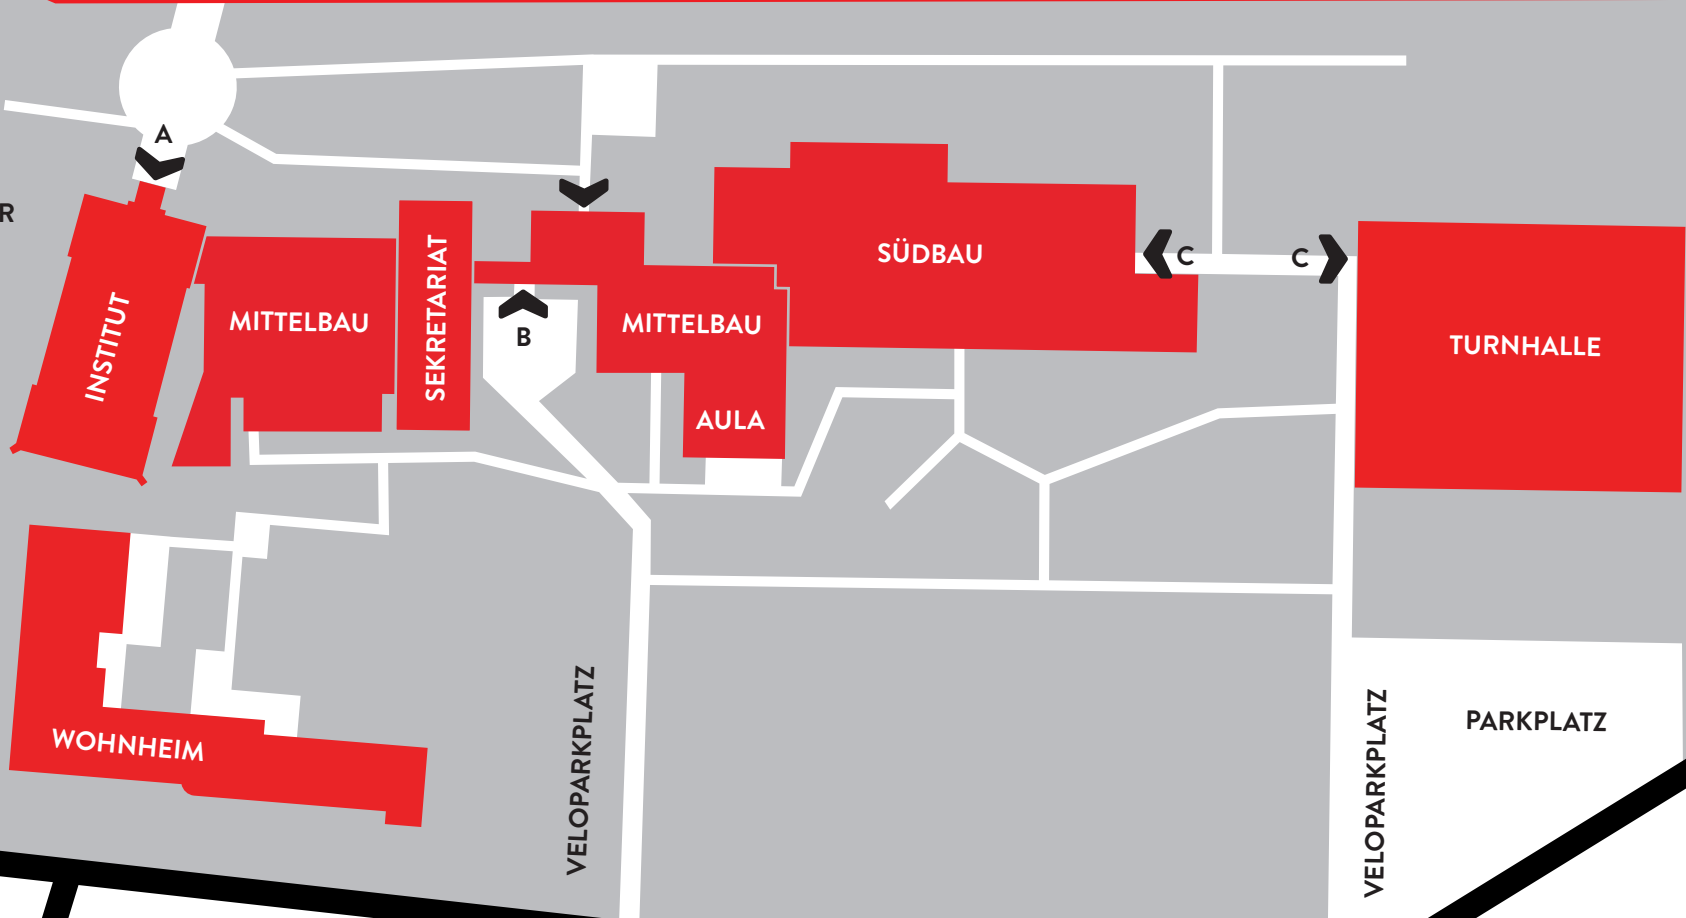 A
R
SÜDBAU
C
C
INSTITUT
MITTELBAU
SEKRETARIAT
B
MITTELBAU
TURNHALLE
AULA
WOHNHEIM
VELOPARKPLATZ
VELOPARKPLATZ
PARKPLATZ